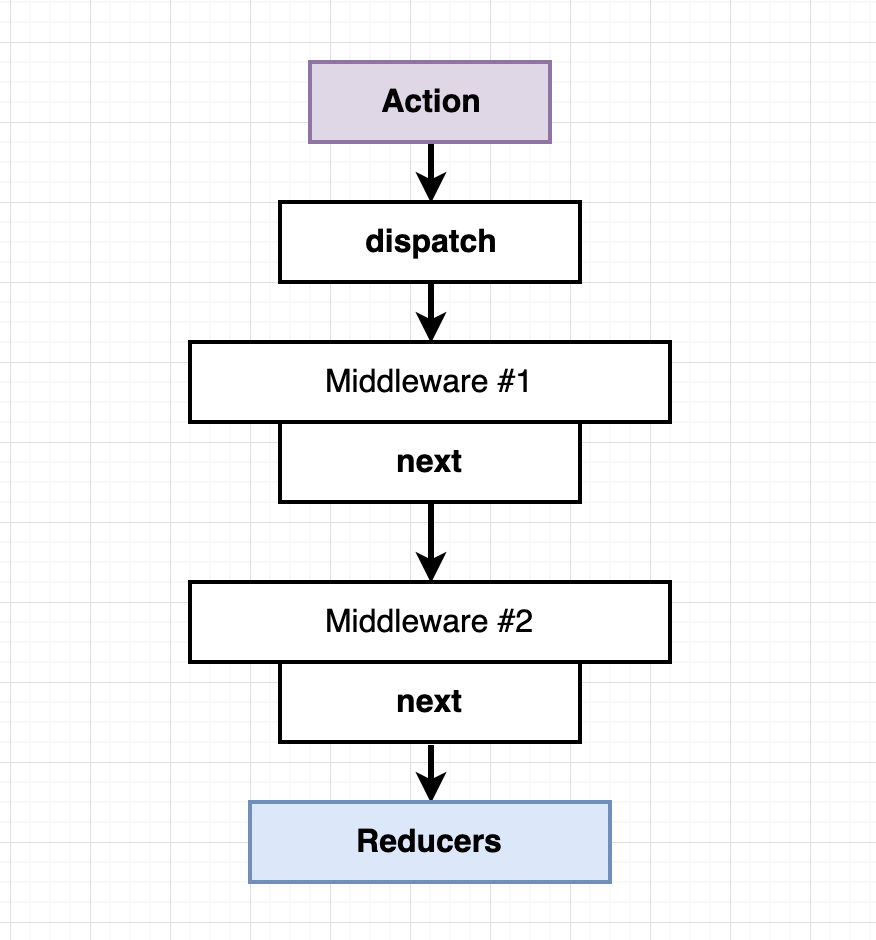 Action
dispatch
Middleware #1
next
Middleware #2
next
Reducers